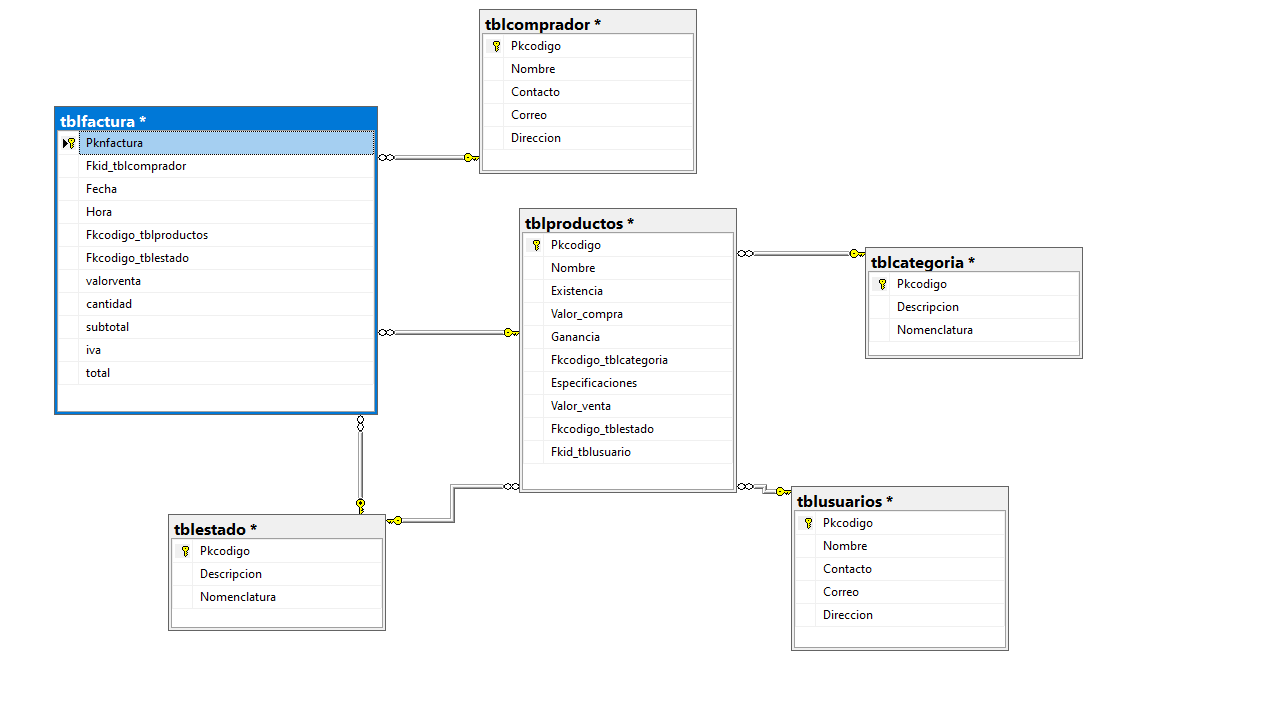 tblcomprador *
Pkcodigo
Nombre
Contacto
Correo
Direccion
tblfactura *
Pknfactura
Fkid_tblcomprador
Fecha
Hora
Fkcodigo_tblproductos
Fkcodigo_tblestado
valorventa
cantidad
subtotal
iva
total
tblproductos *
Pkcodigo
Nombre
Existencia
Valor_compra
Ganancia
Fkcodigo_tblcategoria
Especificaciones
Valor_venta
Fkcodigo_tblestado
Fkid_tblusuario
tblcategoria *
Pkcodigo
Descripcion
Nomenclatura
tblestado *
Pkcodigo
Descripcion
Nomenclatura
tblusuarios *
Pkcodigo
Nombre
Contacto
Correo
Direccion